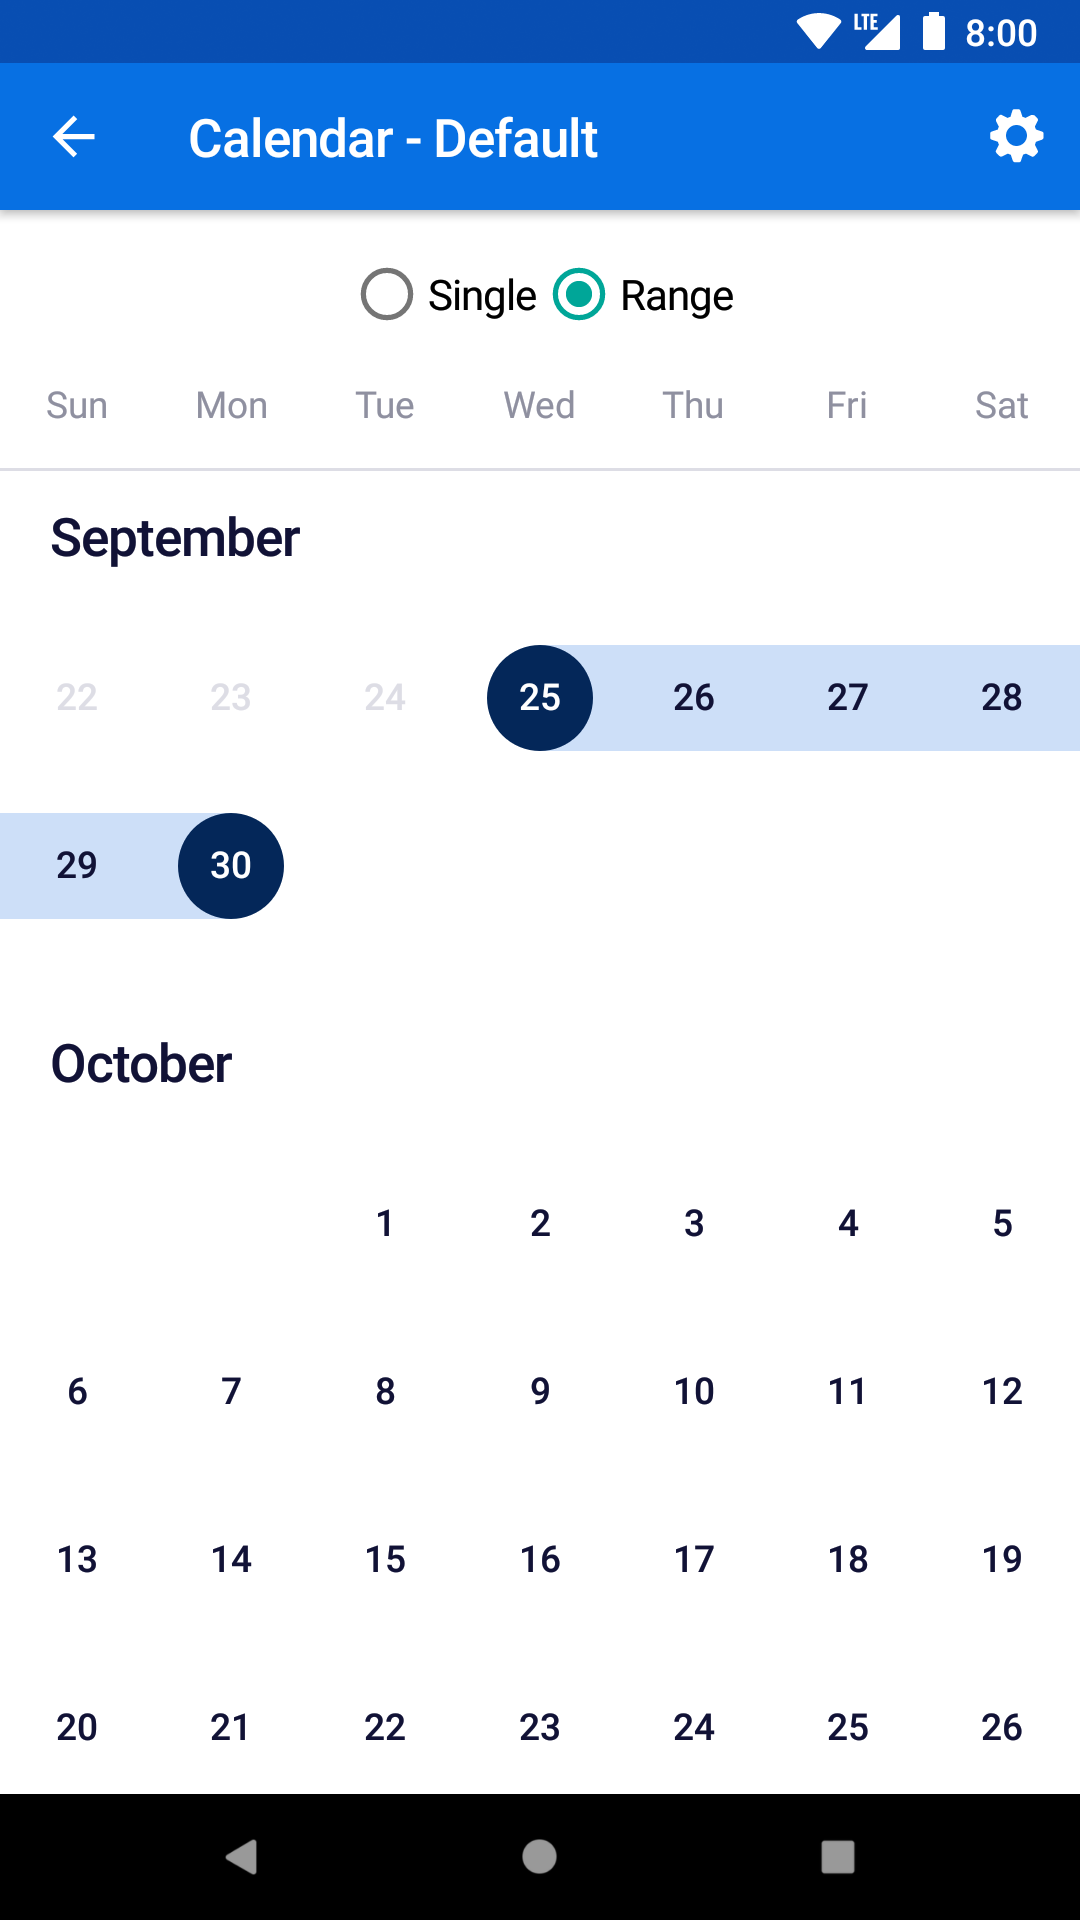 LTE 8:00
Calendar - Default
Single Range
Sun Mon Tue Wed Thu Fri Sat
September
22 23 24 25 26 27 28
29 30
October
1 2 3 4 5
6 7 8 9 10 11 12
13 14 15 16 17 18 19
20 21 22 23 24 25 26